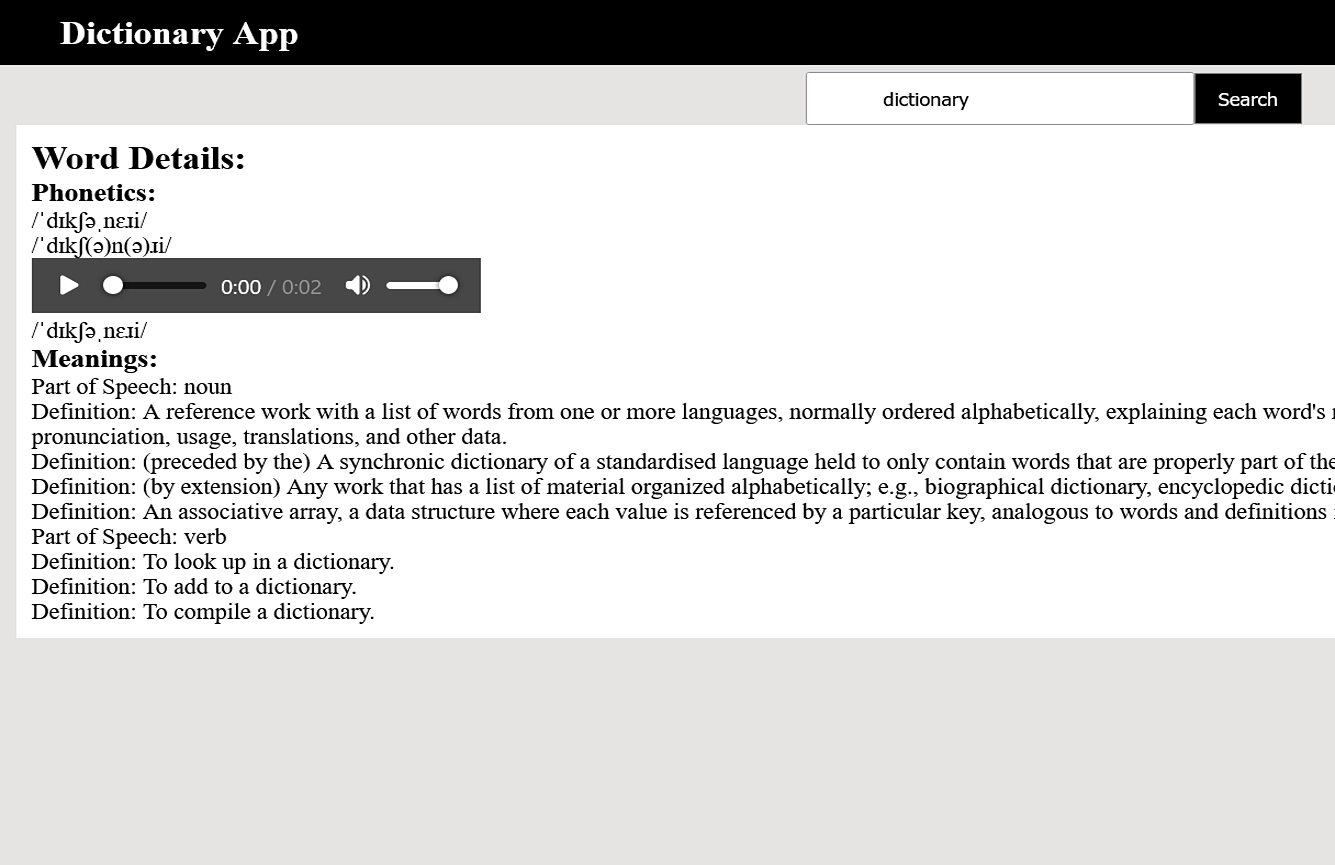 Dictionary App
dictionary
Search
Word Details:
Phonetics:
/ˈdɪkʃəˌnɛɹi/
/ˈdɪkʃ(ə)n(ə)ɹi/
0:00 / 0:02
/ˈdɪkʃəˌnɛɹi/
Meanings:
Part of Speech: noun
Definition: A reference work with a list of words from one or more languages, normally ordered alphabetically, explaining each word's
pronunciation, usage, translations, and other data.
Definition: (preceded by the) A synchronic dictionary of a standardised language held to only contain words that are properly part of the
Definition: (by extension) Any work that has a list of material organized alphabetically; e.g., biographical dictionary, encyclopedic
Definition: An associative array, a data structure where each value is referenced by a particular key, analogous to words and definitions
Part of Speech: verb
Definition: To look up in a dictionary.
Definition: To add to a dictionary.
Definition: To compile a dictionary.